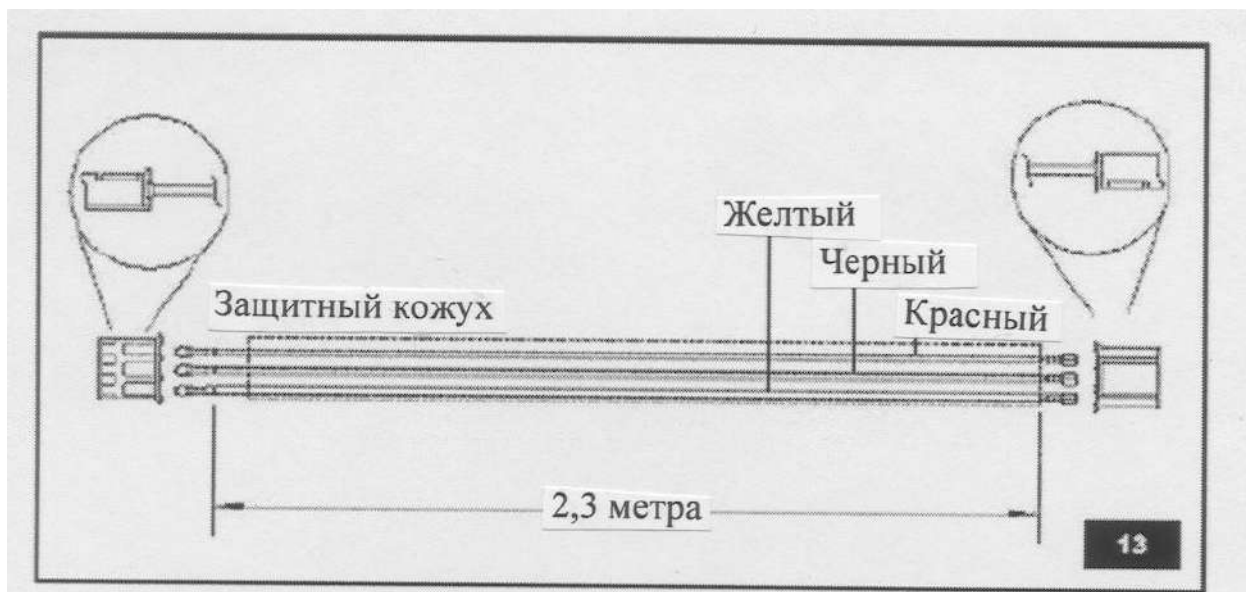 Желтый
Черный
Защитный кожух
Красный
2,3 метра
13